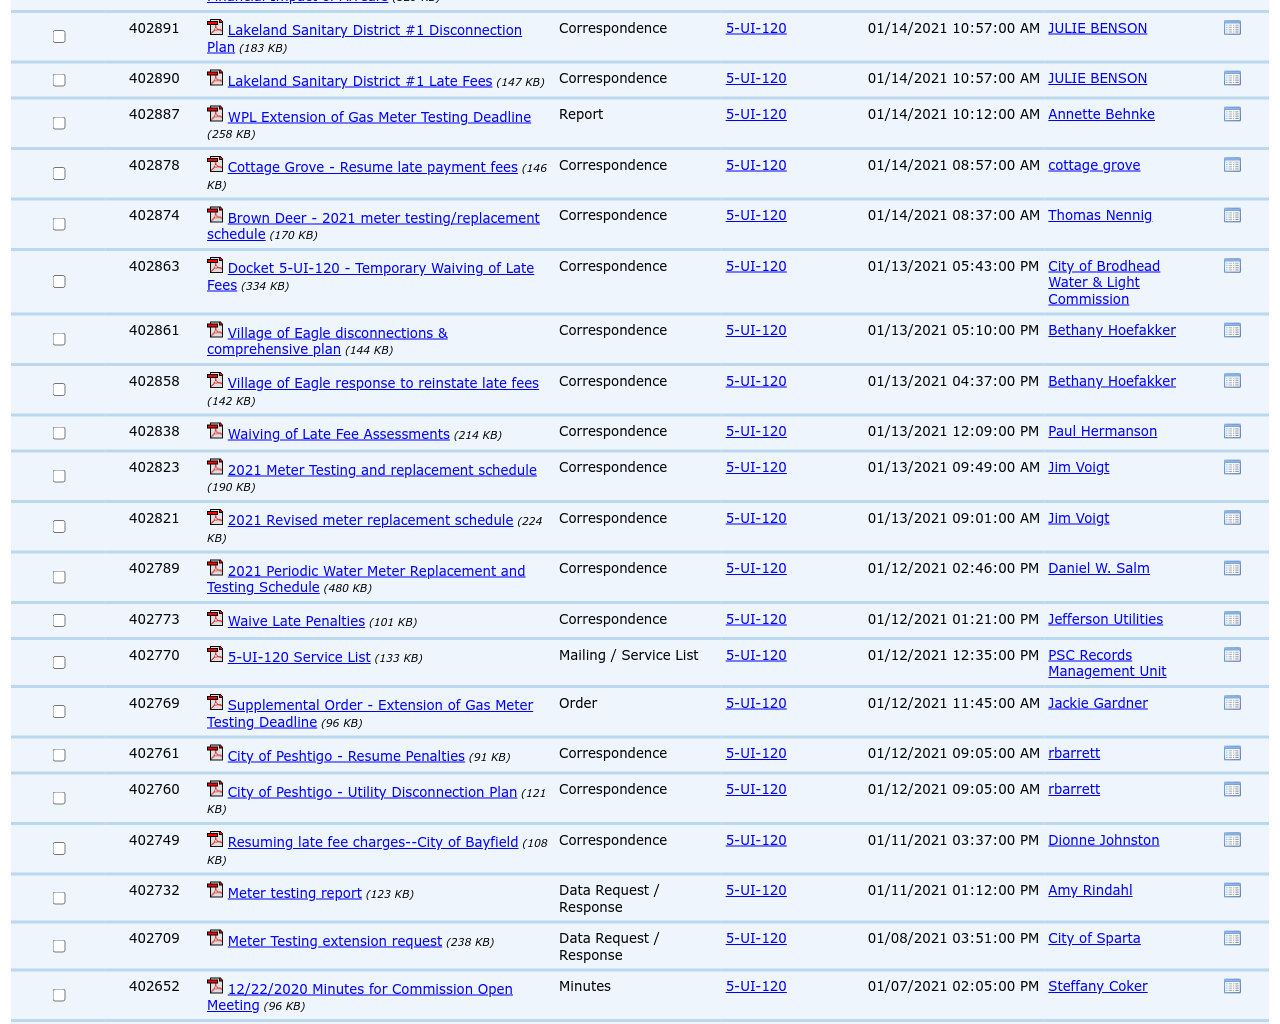 402891 Lakeland Sanitary District #1 Disconnection Correspondence 5-UI-120 01/14/2021 10:57:00 AM JULIE BENSON
Plan (183 KB)
402890 Lakeland Sanitary District #1 Late Fees (147 KB) Correspondence 5-UI-120 01/14/2021 10:57:00 AM JULIE BENSON
402887 WPL Extension of Gas Meter Testing Deadline Report 5-UI-120 01/14/2021 10:12:00 AM Annette Behnke
(258 KB)
402878 Cottage Grove - Resume late payment fees (146 Correspondence 5-UI-120 01/14/2021 08:57:00 AM cottage grove
KB)
402874 Brown Deer - 2021 meter testing/replacement Correspondence 5-UI-120 01/14/2021 08:37:00 AM Thomas Nennig
schedule (170 KB)
402863 Docket 5-UI-120 - Temporary Waiving of Late Correspondence 5-UI-120 01/13/2021 05:43:00 PM City of Brodhead
Fees (334 KB) Water & Light
Commission
402861 Village of Eagle disconnections & Correspondence 5-UI-120 01/13/2021 05:10:00 PM Bethany Hoefakker
comprehensive plan (144 KB)
402858 Village of Eagle response to reinstate late fees Correspondence 5-UI-120 01/13/2021 04:37:00 PM Bethany Hoefakker
(142 KB)
402838 Waiving of Late Fee Assessments (214 KB) Correspondence 5-UI-120 01/13/2021 12:09:00 PM Paul Hermanson
402823 2021 Meter Testing and replacement schedule Correspondence 5-UI-120 01/13/2021 09:49:00 AM Jim Voigt
(190 KB)
402821 2021 Revised meter replacement schedule (224 Correspondence 5-UI-120 01/13/2021 09:01:00 AM Jim Voigt
KB)
402789 2021 Periodic Water Meter Replacement and Correspondence 5-UI-120 01/12/2021 02:46:00 PM Daniel W. Salm
Testing Schedule (480 KB)
402773 Waive Late Penalties (101 KB) Correspondence 5-UI-120 01/12/2021 01:21:00 PM Jefferson Utilities
402770 5-UI-120 Service List (133 KB) Mailing / Service List 5-UI-120 01/12/2021 12:35:00 PM PSC Records
Management Unit
402769 Supplemental Order - Extension of Gas Meter Order 5-UI-120 01/12/2021 11:45:00 AM Jackie Gardner
Testing Deadline (96 KB)
402761 City of Peshtigo - Resume Penalties (91 KB) Correspondence 5-UI-120 01/12/2021 09:05:00 AM rbarrett
402760 City of Peshtigo - Utility Disconnection Plan (121 Correspondence 5-UI-120 01/12/2021 09:05:00 AM rbarrett
KB)
402749 Resuming late fee charges--City of Bayfield (108 Correspondence 5-UI-120 01/11/2021 03:37:00 PM Dionne Johnston
KB)
402732 Meter testing report (123 KB) Data Request / 5-UI-120 01/11/2021 01:12:00 PM Amy Rindahl
Response
402709 Meter Testing extension request (238 KB) Data Request / 5-UI-120 01/08/2021 03:51:00 PM City of Sparta
Response
402652 12/22/2020 Minutes for Commission Open Minutes 5-UI-120 01/07/2021 02:05:00 PM Steffany Coker
Meeting (96 KB)